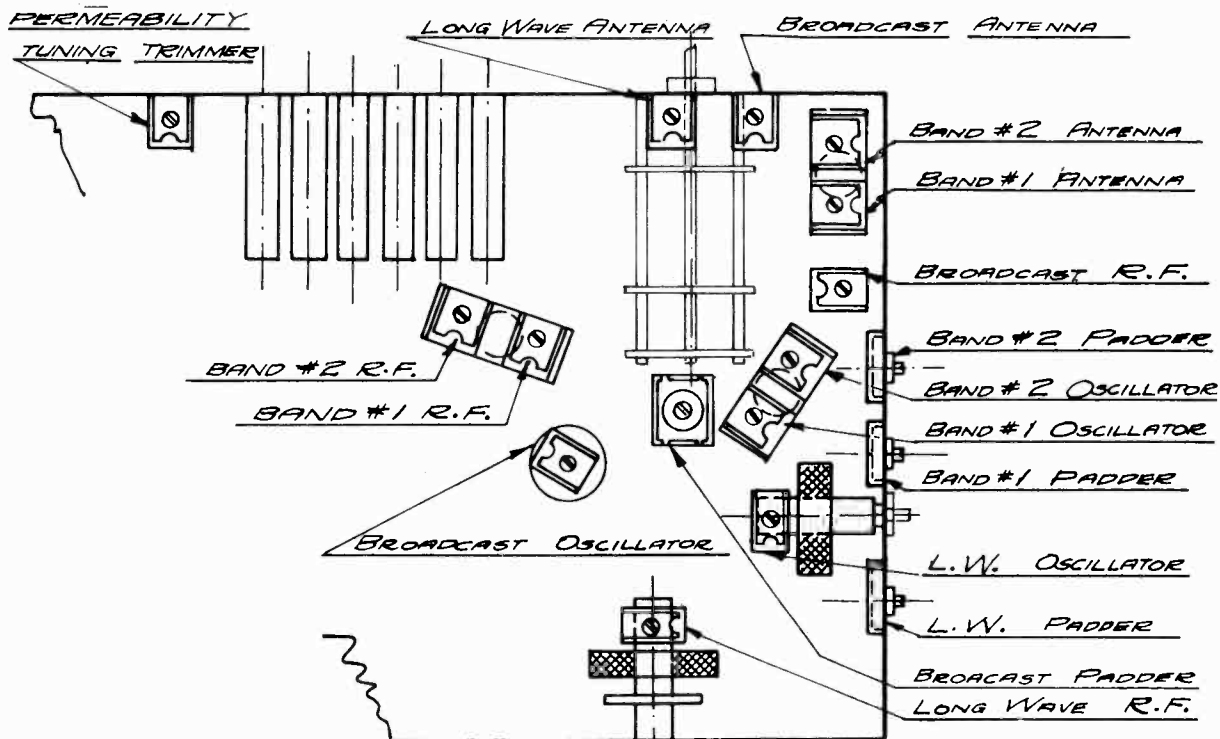 PERMEABILITY
TUNING TRIMMER
LONG WAVE ANTENNA
BROADCAST ANTENNA
BAND #2 ANTENNA
BAND #1 ANTENNA
BROADCAST R.F.
BAND #2 PADDER
BAND #2 R.F.
BAND #2 OSCILLATOR
BAND #1 R.F.
BAND #1 OSCILLATOR
BAND #1 PADDER
BROADCAST OSCILLATOR
L.W. OSCILLATOR
L.W. PADDER
BROACAST PADDER
LONG WAVE R.F.